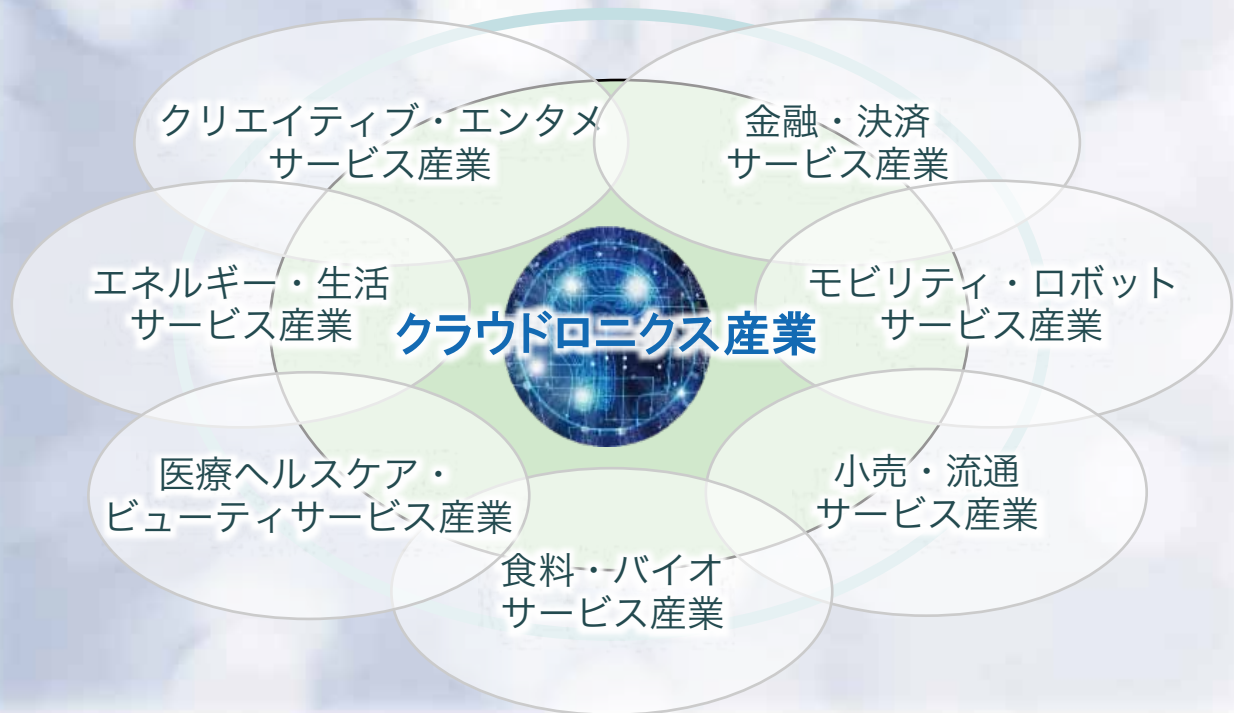 クリエイティブ・エンタメ
サービス産業
金融・決済
サービス産業
エネルギー・生活
サービス産業
クラウドロニクス産業
モビリティ・ロボット
サービス産業
医療ヘルスケア・
ビューティサービス産業
小売・流通
サービス産業
食料・バイオ
サービス産業